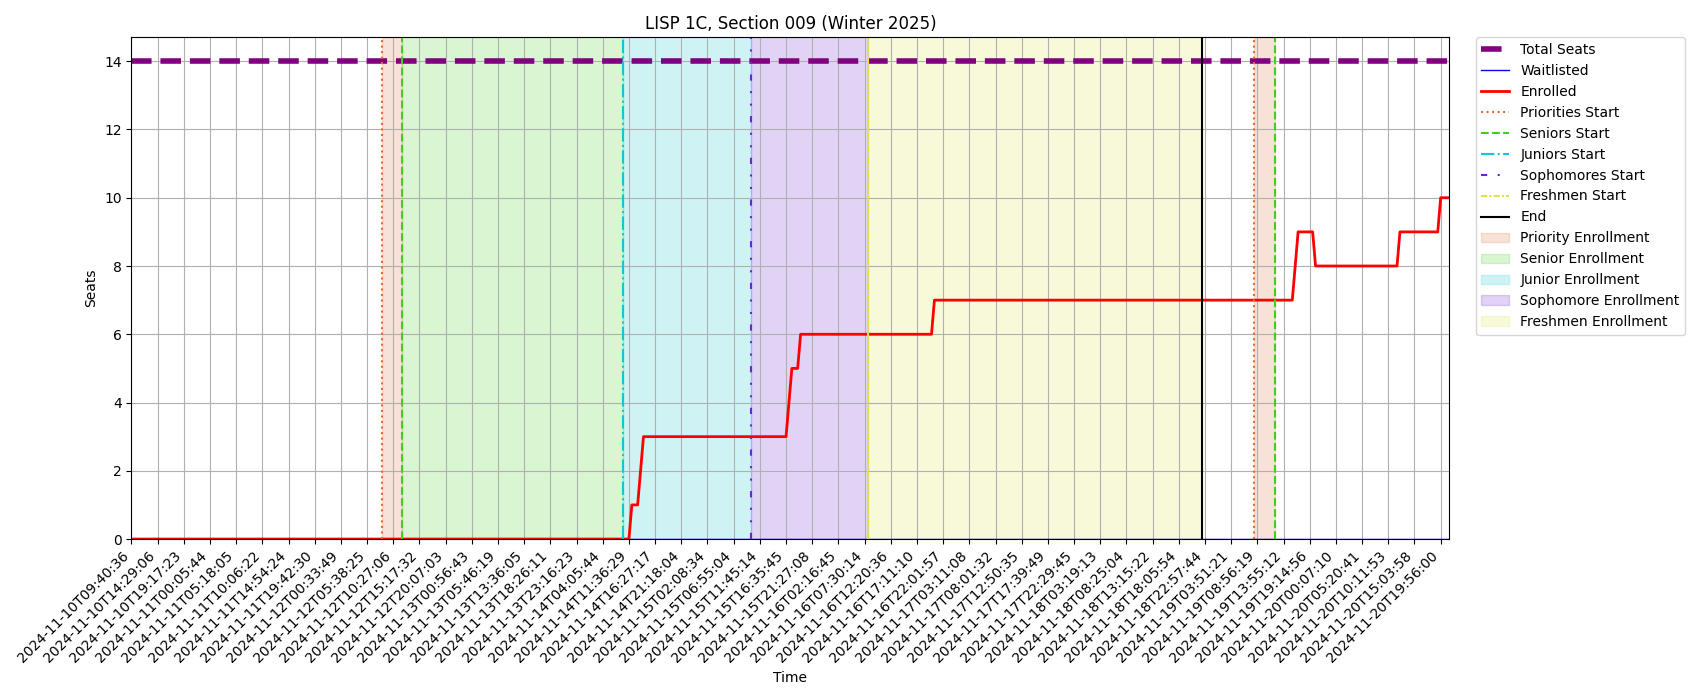 LISP 1C, Section 009 (Winter 2025)
14
12
10
8
6
4
2
0
Seats
2024-11-10T09:40:36
2024-11-10T14:29:06
2024-11-10T19:17:23
2024-11-11T00:05:44
2024-11-11T05:18:05
2024-11-11T10:06:22
2024-11-11T14:54:24
2024-11-11T19:42:30
2024-11-12T00:33:49
2024-11-12T05:38:25
2024-11-12T10:27:06
2024-11-12T15:17:32
2024-11-12T20:07:03
2024-11-13T00:56:43
2024-11-13T05:46:19
2024-11-13T13:36:05
2024-11-13T18:26:11
2024-11-13T23:16:23
2024-11-14T04:05:44
2024-11-14T11:36:29
2024-11-14T16:27:17
2024-11-14T21:18:04
2024-11-15T02:08:34
2024-11-15T06:55:04
2024-11-15T11:45:14
2024-11-15T16:35:45
2024-11-15T21:27:08
2024-11-16T02:16:45
2024-11-16T07:30:14
2024-11-16T12:20:36
2024-11-16T17:11:10
2024-11-16T22:01:57
2024-11-17T03:11:08
2024-11-17T08:01:32
2024-11-17T12:50:35
2024-11-17T17:39:49
2024-11-17T22:29:45
2024-11-18T03:19:13
2024-11-18T08:25:04
2024-11-18T13:15:22
2024-11-18T18:05:54
2024-11-18T22:57:44
2024-11-19T03:51:21
2024-11-19T08:56:19
2024-11-19T13:55:12
2024-11-19T19:14:56
2024-11-20T00:07:10
2024-11-20T05:20:41
2024-11-20T10:11:53
2024-11-20T15:03:58
2024-11-20T19:56:00
Time
Total Seats
Waitlisted
Enrolled
Priorities Start
Seniors Start
Juniors Start
Sophomores Start
Freshmen Start
End
Priority Enrollment
Senior Enrollment
Junior Enrollment
Sophomore Enrollment
Freshmen Enrollment